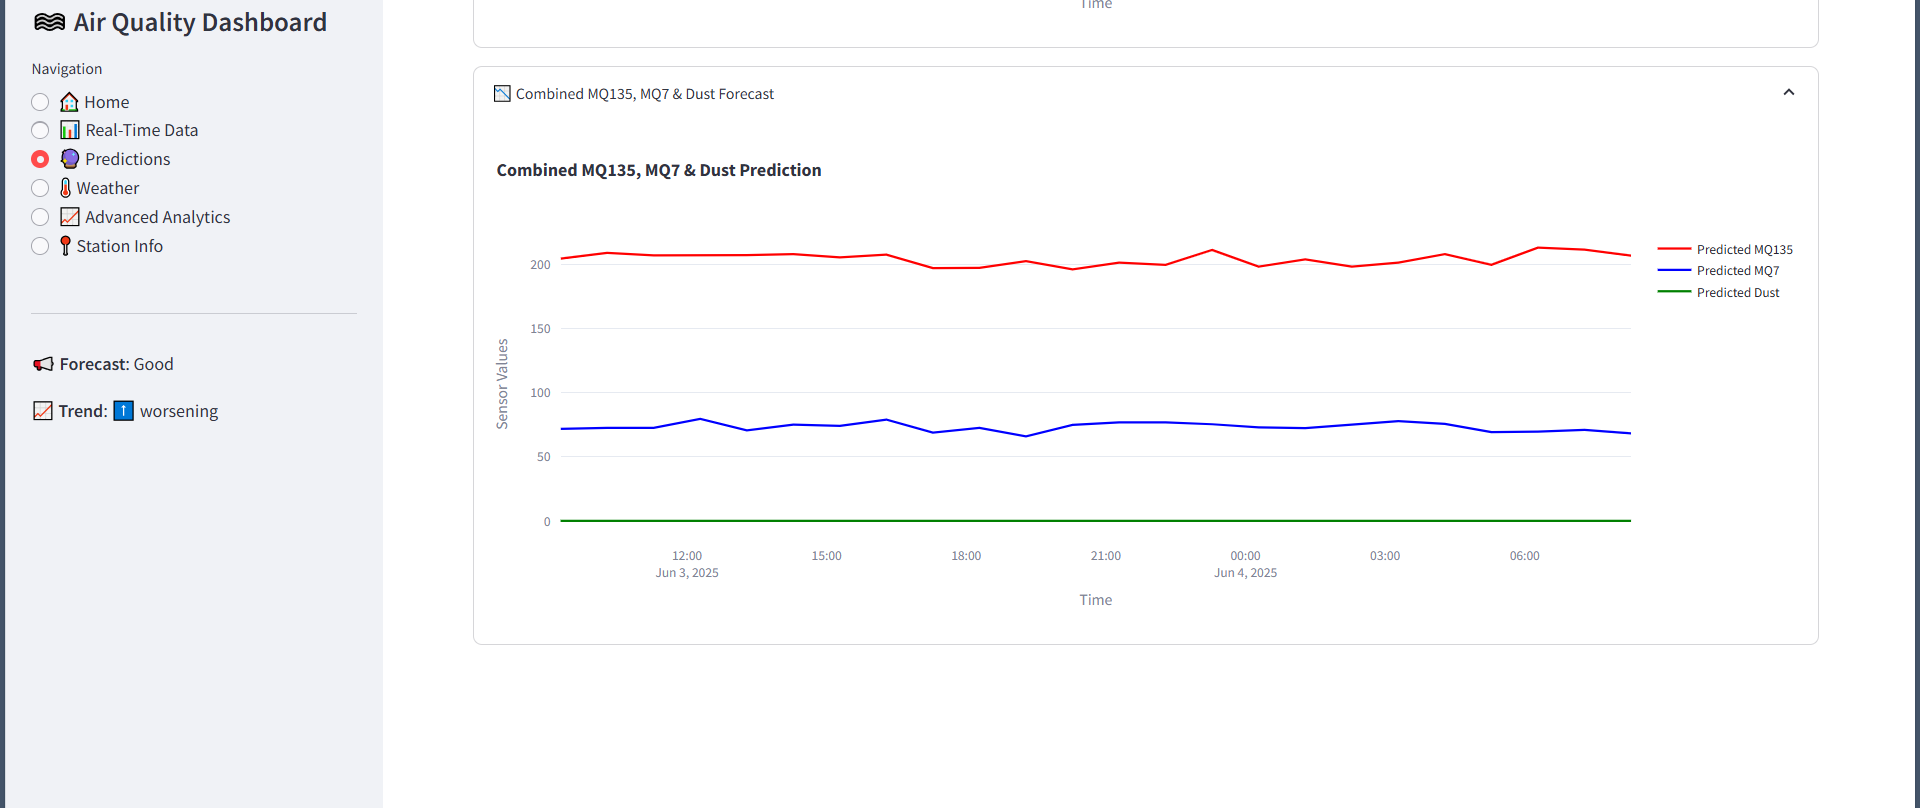 Air Quality Dashboard
Navigation
Home
Real-Time Data
Predictions
Weather
Advanced Analytics
Station Info
Forecast: Good
Trend: ↑ worsening
Time
Combined MQ135, MQ7 & Dust Forecast
Combined MQ135, MQ7 & Dust Prediction
Predicted MQ135
Predicted MQ7
Predicted Dust
Sensor Values
200
150
100
50
0
12:00 15:00 18:00 21:00 00:00 03:00 06:00
Jun 3, 2025 Jun 4, 2025
Time